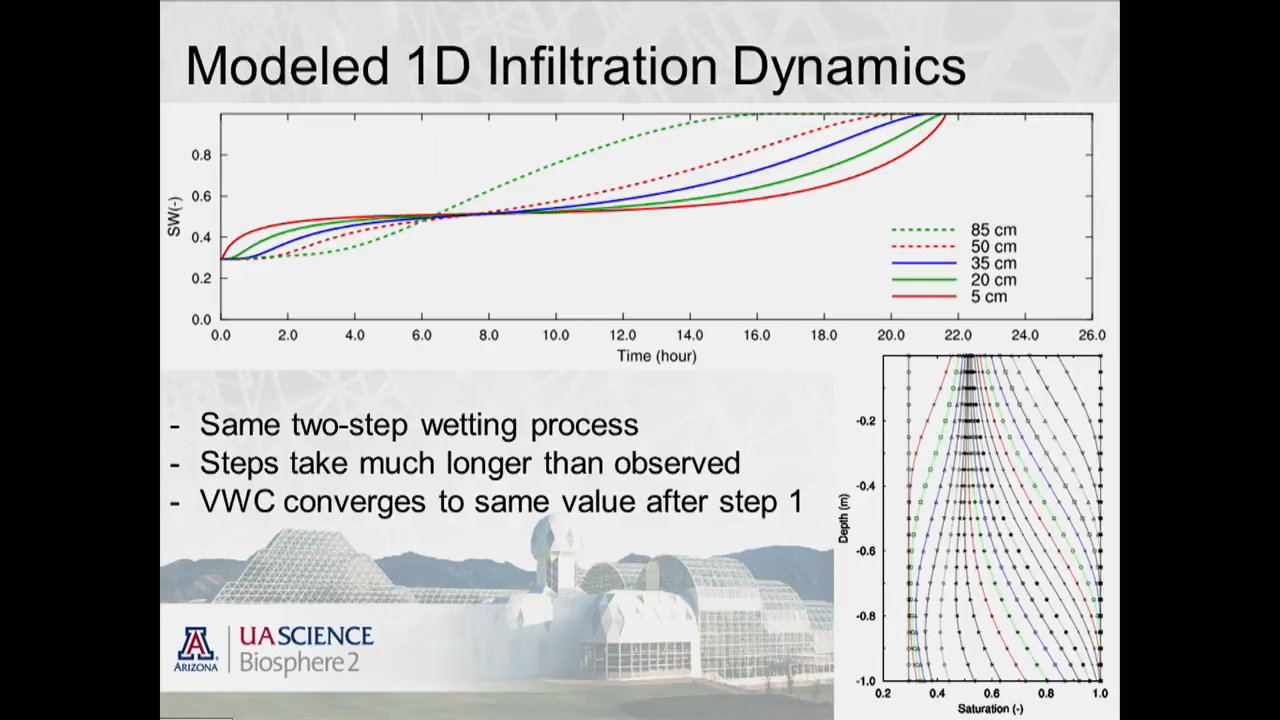 Modeled 1D Infiltration Dynamics
0.8
0.6
0.4
0.2
0.0
SW(-)
0.0 2.0 4.0 6.0 8.0 10.0 12.0 14.0 16.0 18.0 20.0 22.0 24.0 26.0
Time (hour)
85 cm
50 cm
35 cm
20 cm
5 cm
- Same two-step wetting process
- Steps take much longer than observed
- VWC converges to same value after step 1
-0.2
-0.4
-0.6
-0.8
-1.0
Depth (m)
0.2 0.4 0.6 0.8 1.0
Saturation (-)
A
ARIZONA
UA SCIENCE
Biosphere 2